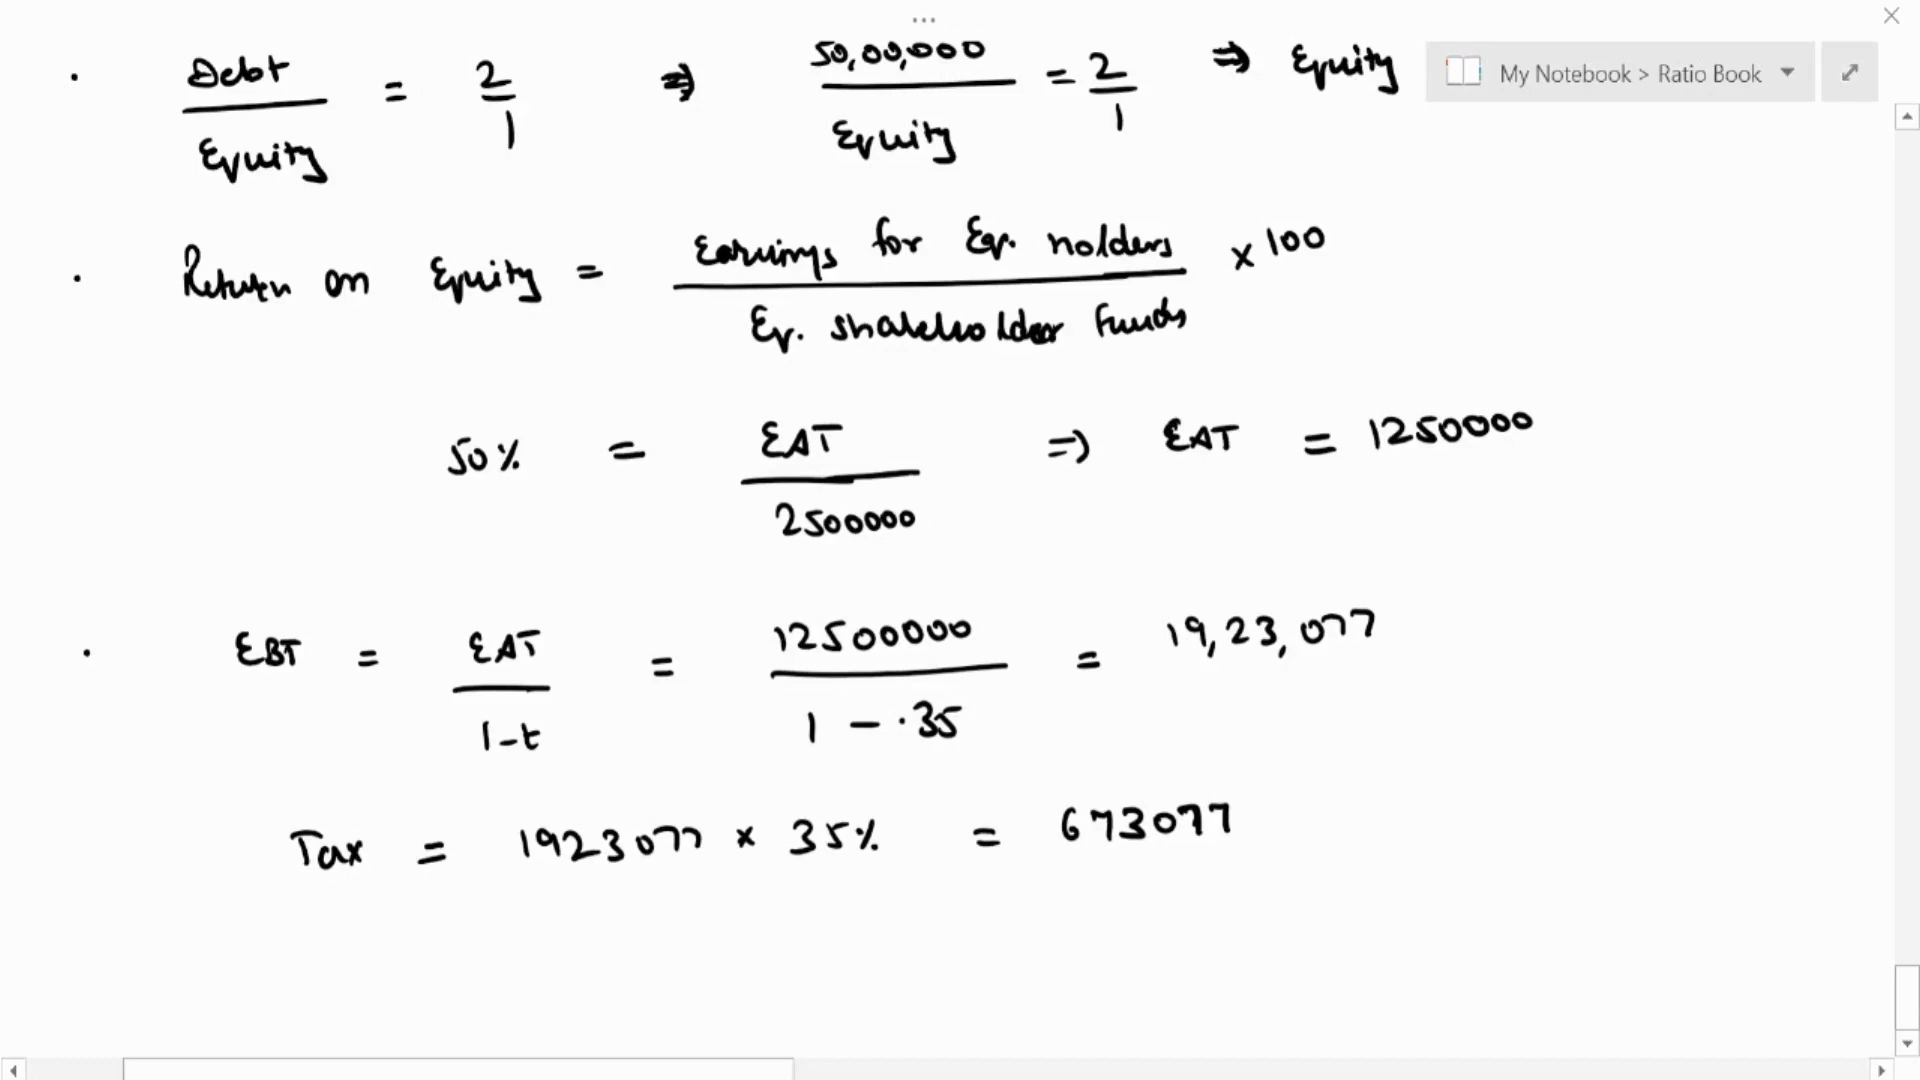 ...
. Debt / Equity = 2/1 ⇒ 50,00,000 / Equity = 2/1 ⇒ Equity
My Notebook > Ratio Book
. Return on Equity = Earnings for Eq. holders / Eq. shareholder Funds x 100
50% = EAT / 2500000 ⇒ EAT = 1250000
. EBT = EAT / 1-t = 12500000 / 1 - .35 = 19,23,077
Tax = 1923077 x 35% = 673077